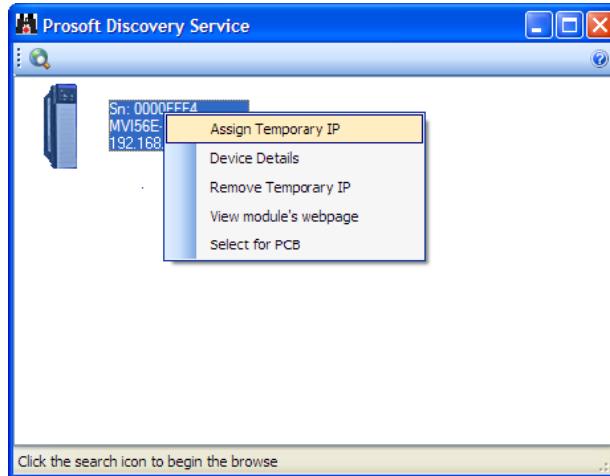 Prosoft Discovery Service
Sn: 0000FFF4
MVI56E-
192.168.
Assign Temporary IP
Device Details
Remove Temporary IP
View module's webpage
Select for PCB
Click the search icon to begin the browse